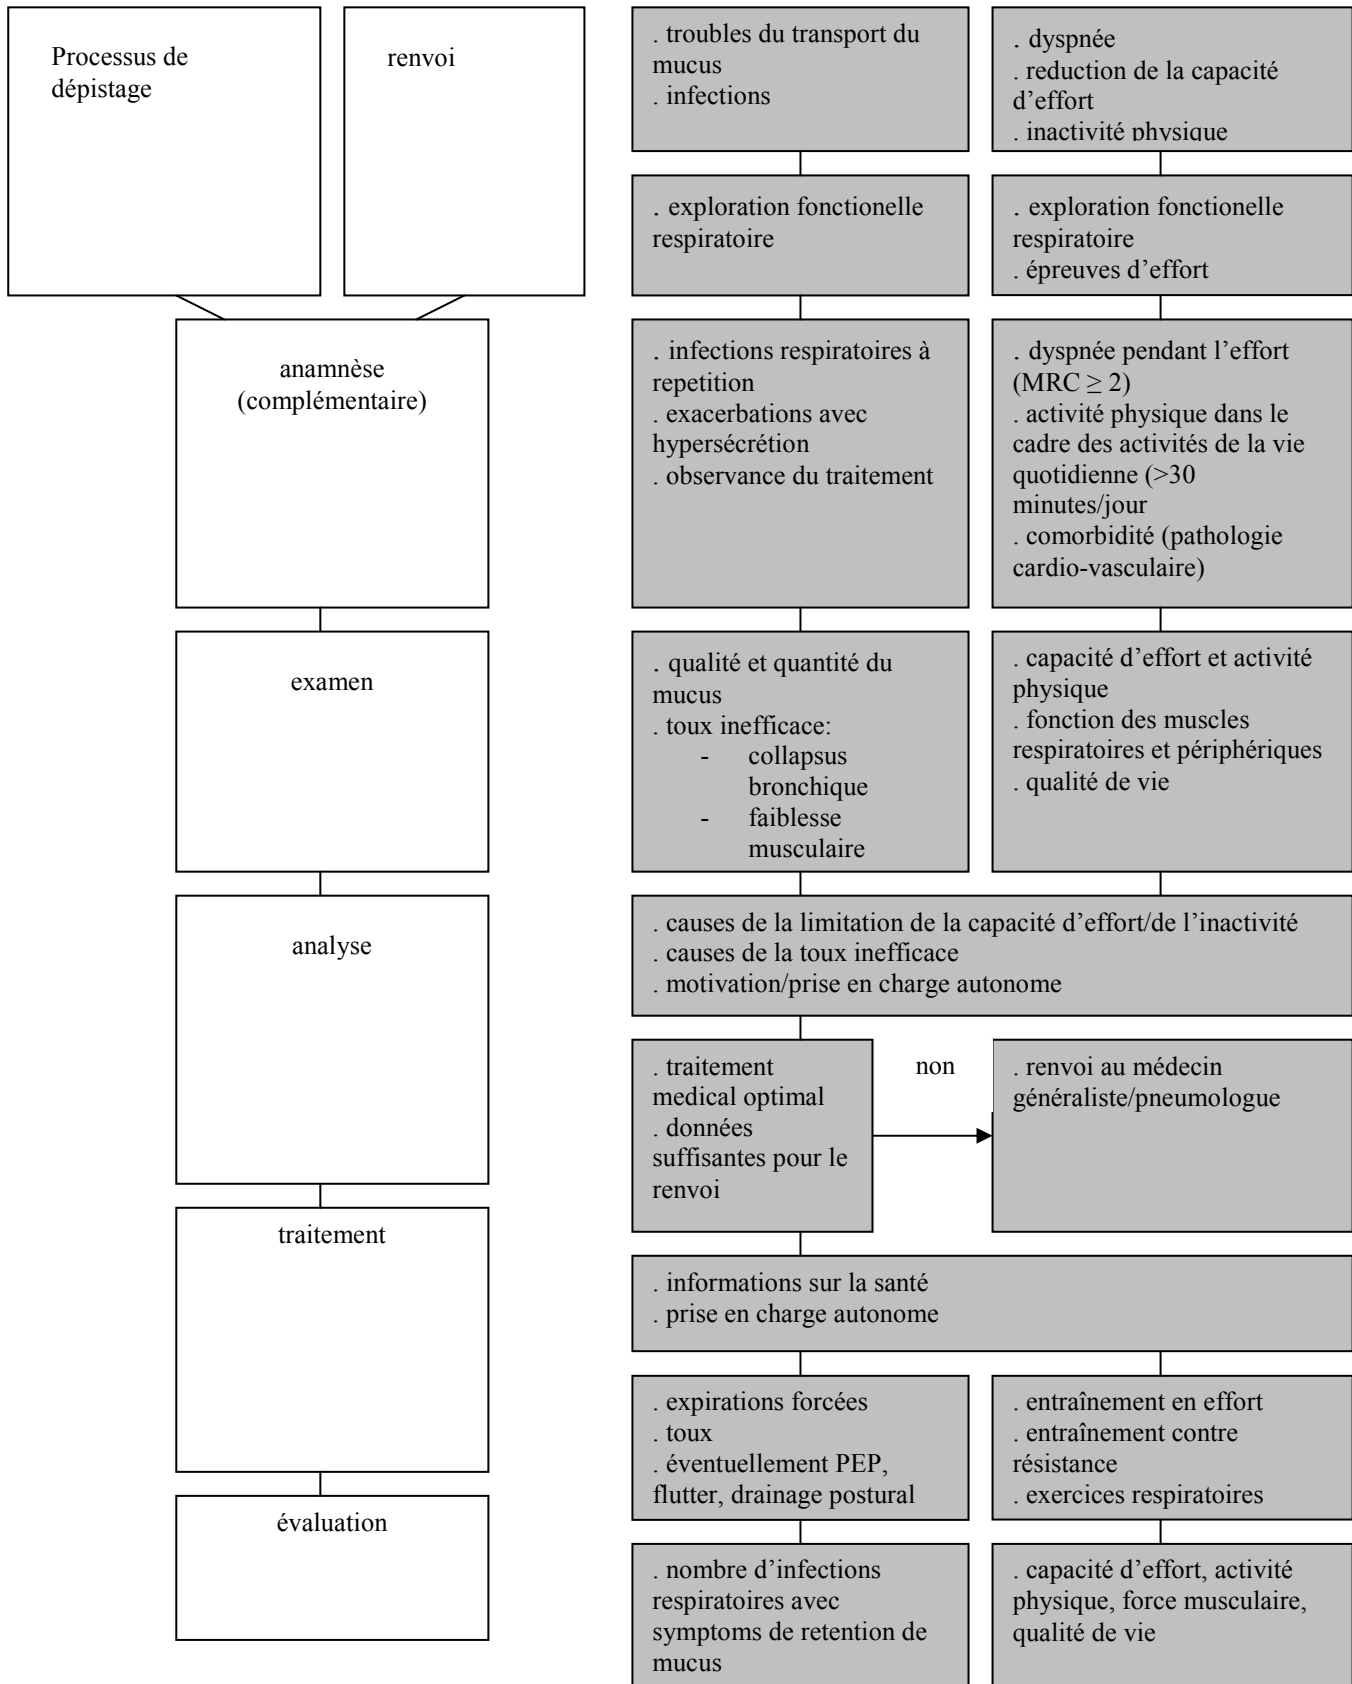 Processus de
dépistage
renvoi
. troubles du transport du
mucus
. infections
. dyspnée
. reduction de la capacité
d’effort
. inactivité physique
. exploration fonctionelle
respiratoire
. exploration fonctionelle
respiratoire
. épreuves d’effort
anamnèse
(complémentaire)
. infections respiratoires à
repetition
. exacerbations avec
hypersécrétion
. observance du traitement
. dyspnée pendant l’effort
(MRC ≥ 2)
. activité physique dans le
cadre des activités de la vie
quotidienne (>30
minutes/jour
. comorbidité (pathologie
cardio-vasculaire)
examen
. qualité et quantité du
mucus
. toux inefficace:
- collapsus
bronchique
- faiblesse
musculaire
. capacité d’effort et activité
physique
. fonction des muscles
respiratoires et périphériques
. qualité de vie
analyse
. causes de la limitation de la capacité d’effort/de l’inactivité
. causes de la toux inefficace
. motivation/prise en charge autonome
. traitement
medical optimal
. données
suffisantes pour le
renvoi
non
. renvoi au médecin
généraliste/pneumologue
traitement
. informations sur la santé
. prise en charge autonome
. expirations forcées
. toux
. éventuellement PEP,
flutter, drainage postural
. entraînement en effort
. entraînement contre
résistance
. exercices respiratoires
évaluation
. nombre d’infections
respiratoires avec
symptoms de retention de
mucus
. capacité d’effort, activité
physique, force musculaire,
qualité de vie